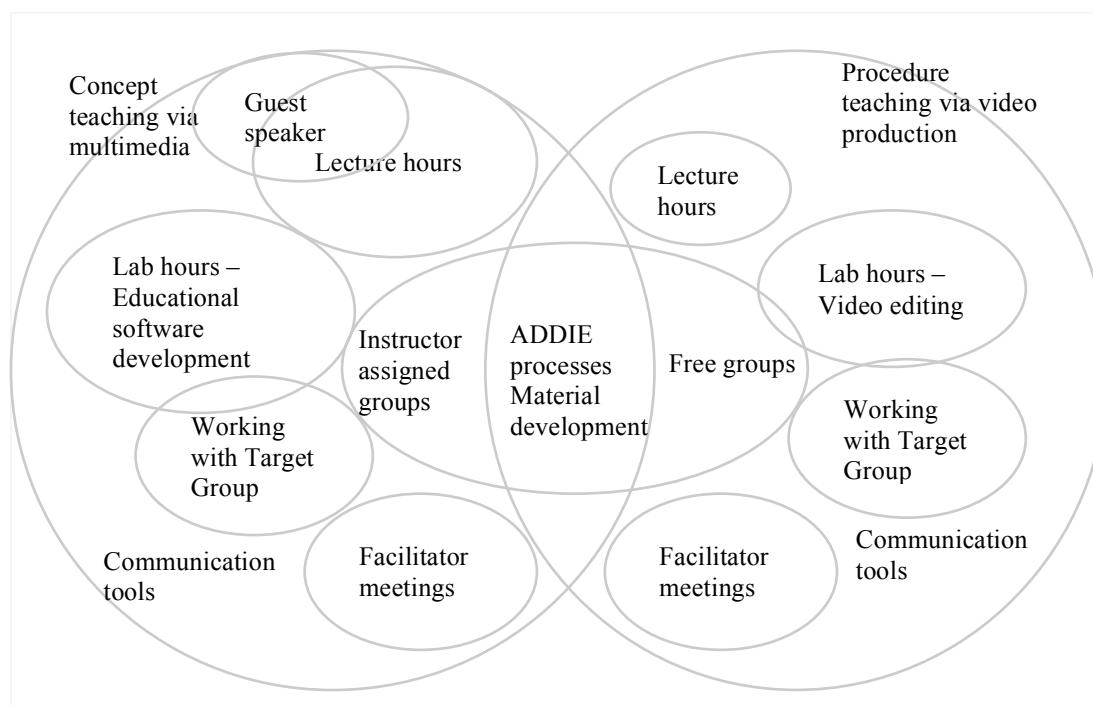 Concept
teaching via
multimedia
Guest
speaker
Lecture hours
Procedure
teaching via video
production
Lecture
hours
Lab hours –
Educational
software
development
Instructor
assigned
groups
ADDIE
processes
Material
development
Free groups
Lab hours –
Video editing
Working
with Target
Group
Working
with Target
Group
Communication
tools
Facilitator
meetings
Facilitator
meetings
Communication
tools